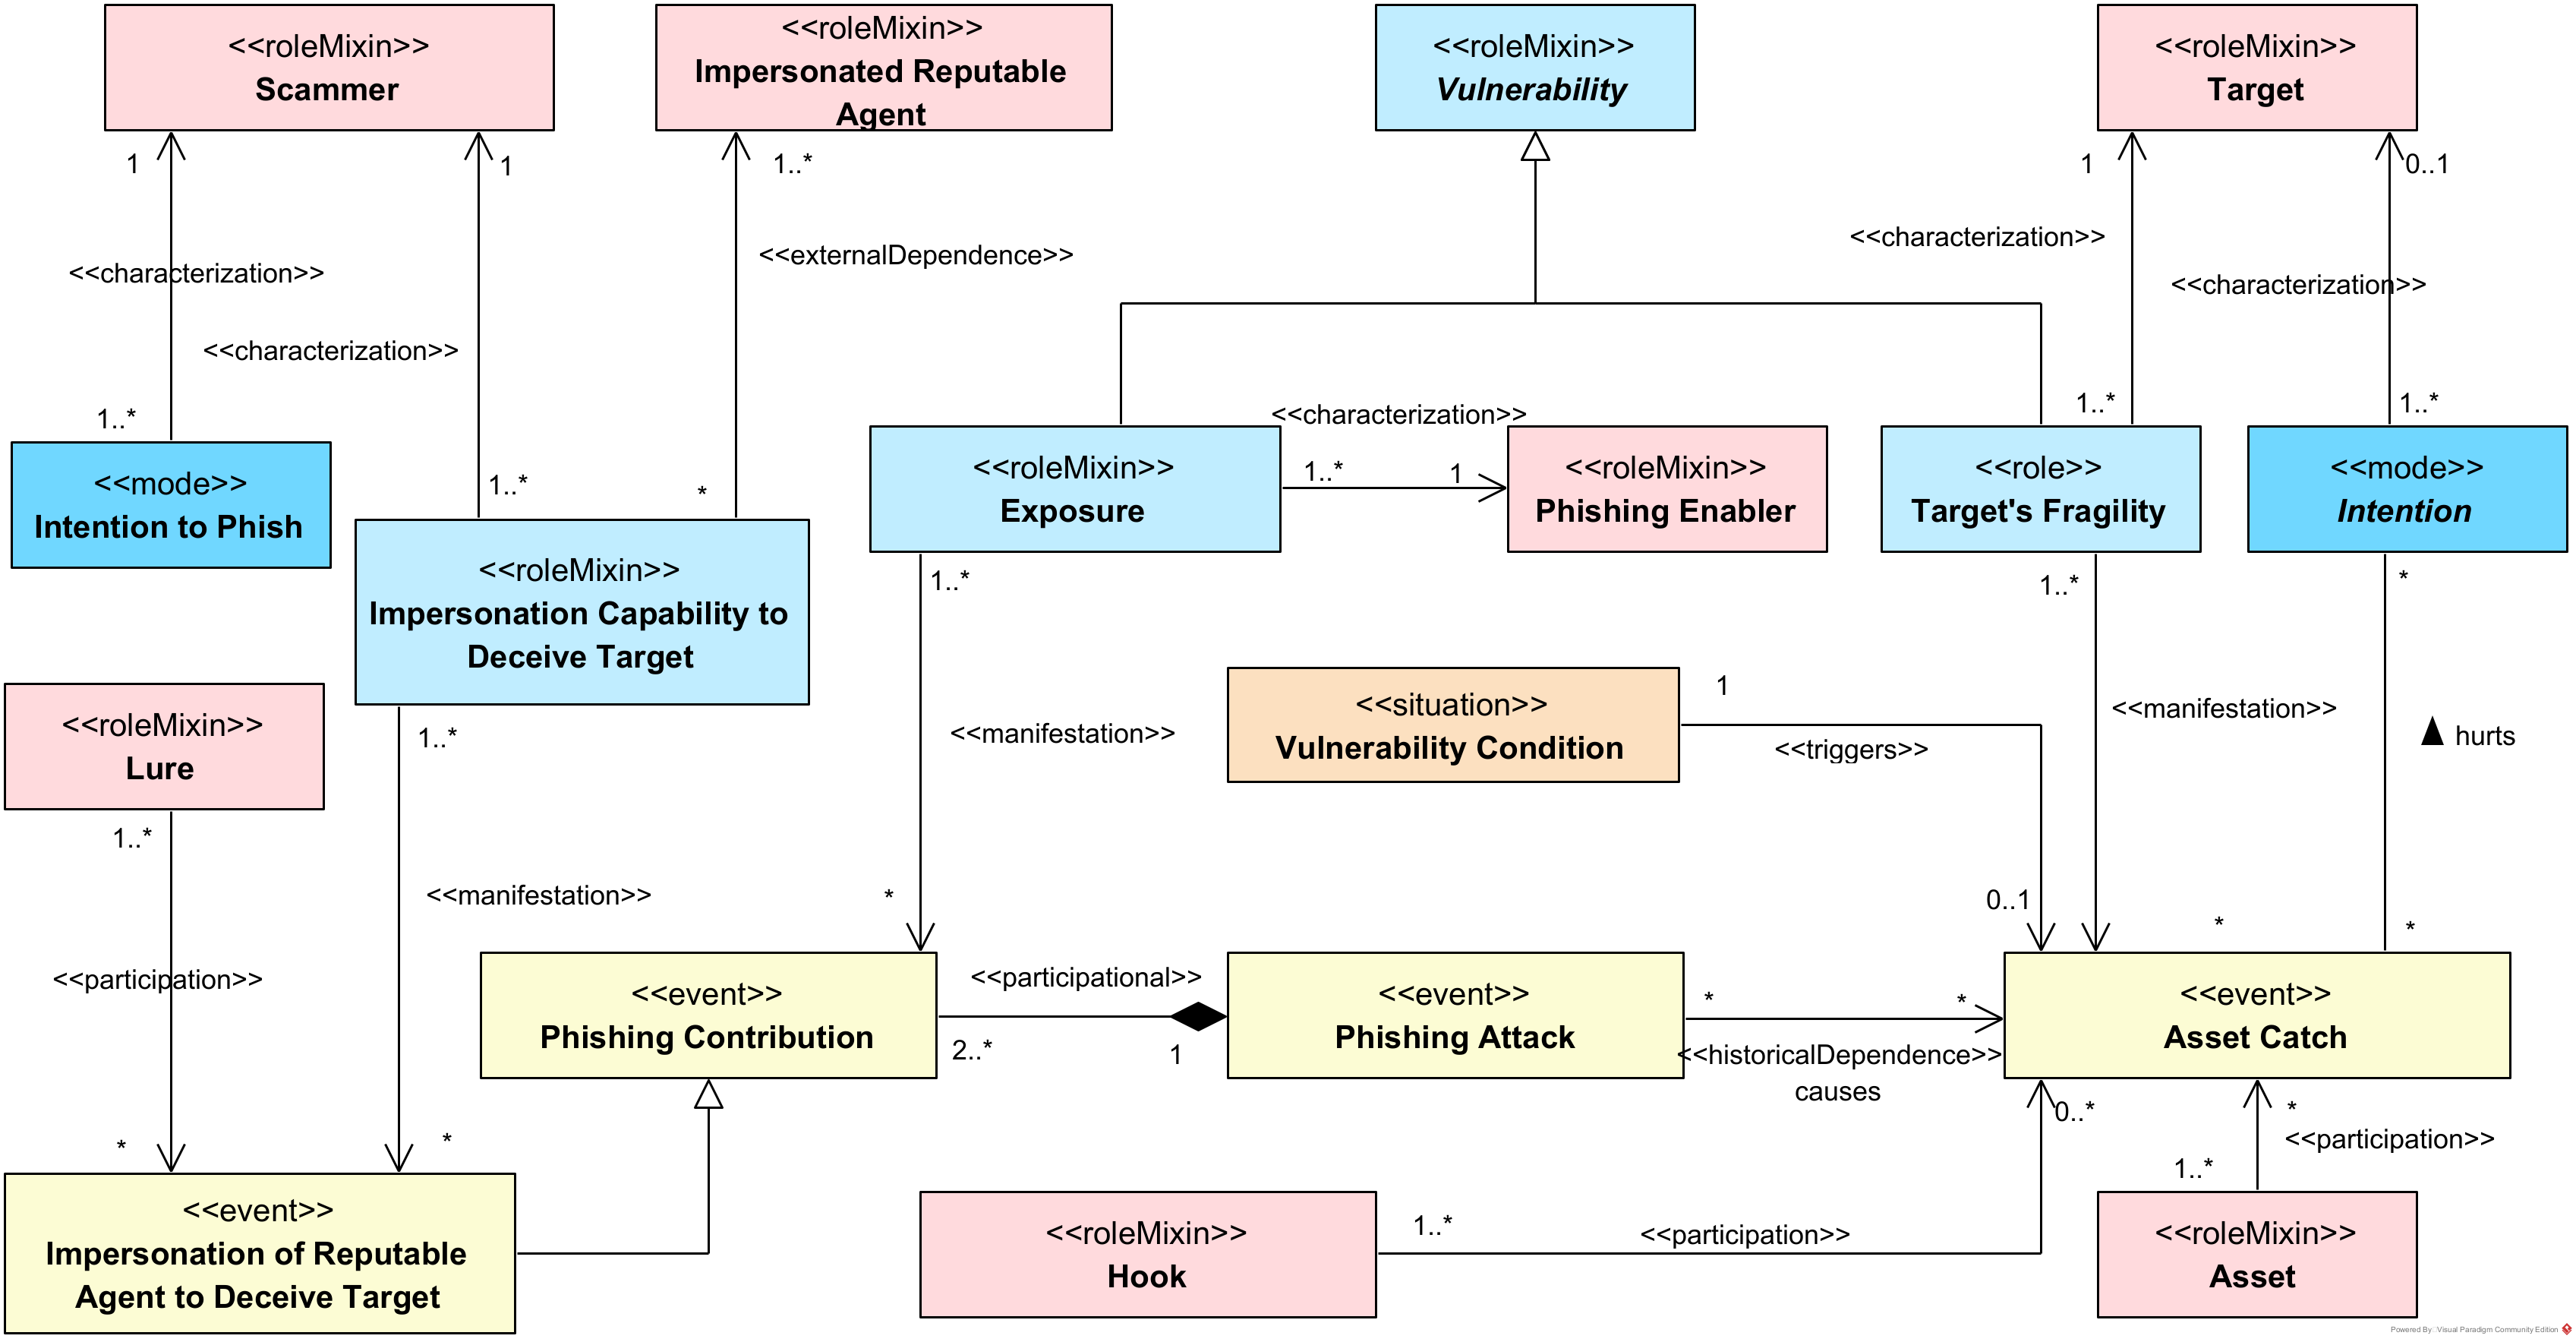 <<roleMixin>>
Scammer
<<roleMixin>>
Impersonated Reputable
Agent
<<roleMixin>>
Vulnerability
<<roleMixin>>
Target
1
1
1..*
1
0..1
<<characterization>>
<<externalDependence>>
<<characterization>>
<<characterization>>
<<characterization>>
1..*
1..*
*
<<characterization>>
1..*
1..*
<<mode>>
Intention to Phish
<<roleMixin>>
Exposure
1..*
1
<<roleMixin>>
Phishing Enabler
<<role>>
Target's Fragility
<<mode>>
Intention
<<roleMixin>>
Impersonation Capability to
Deceive Target
1..*
1..*
*
<<roleMixin>>
Lure
1..*
1..*
<<manifestation>>
<<situation>>
Vulnerability Condition
1
<<triggers>>
<<manifestation>>
hurts
<<manifestation>>
*
0..1
*
*
<<participation>>
<<event>>
Phishing Contribution
<<participational>>
2..*
1
<<event>>
Phishing Attack
*
*
<<historicalDependence>>
causes
<<event>>
Asset Catch
*
*
0..*
*
<<participation>>
1..*
<<event>>
Impersonation of Reputable
Agent to Deceive Target
<<roleMixin>>
Hook
1..*
<<participation>>
<<roleMixin>>
Asset
Powered By: Visual Paradigm Community Edition